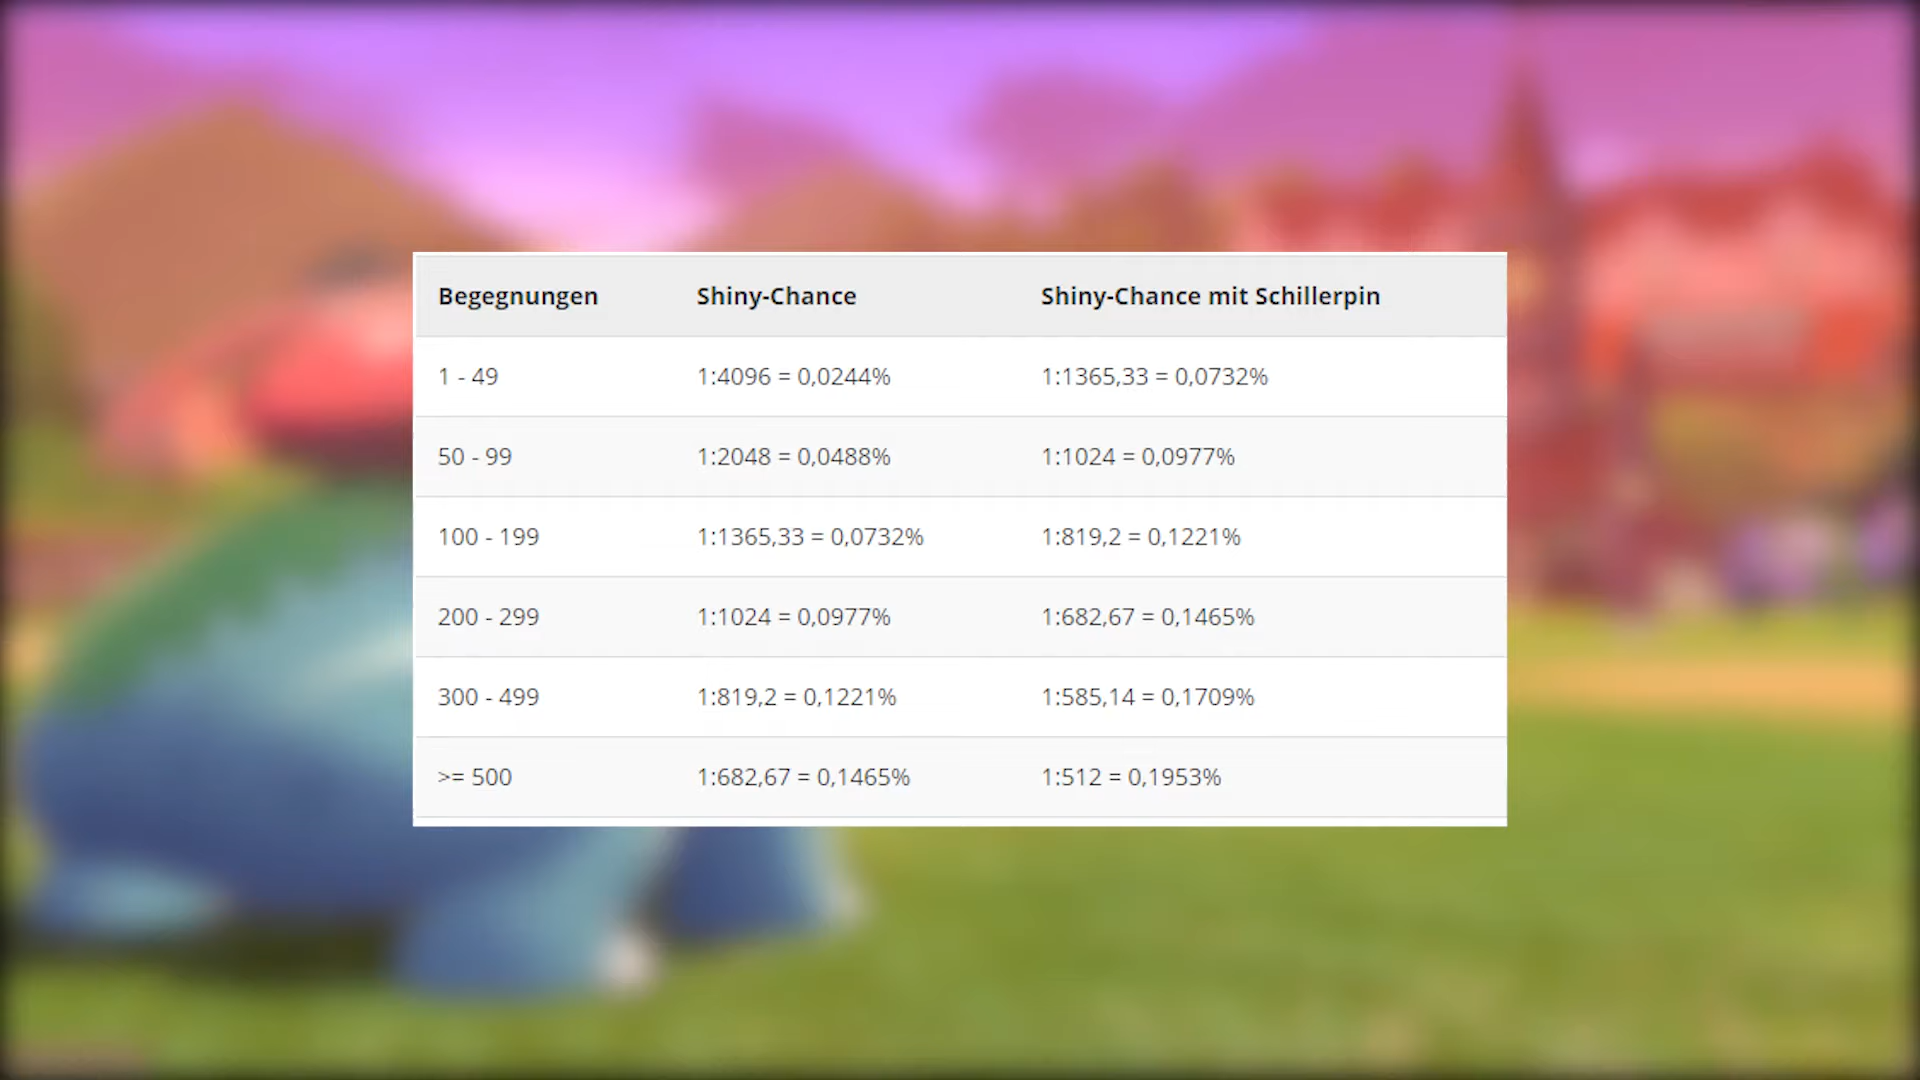 Begegnungen Shiny-Chance Shiny-Chance mit Schillerpin
1 - 49 1:4096 = 0,0244% 1:1365,33 = 0,0732%
50 - 99 1:2048 = 0,0488% 1:1024 = 0,0977%
100 - 199 1:1365,33 = 0,0732% 1:819,2 = 0,1221%
200 - 299 1:1024 = 0,0977% 1:682,67 = 0,1465%
300 - 499 1:819,2 = 0,1221% 1:585,14 = 0,1709%
>= 500 1:682,67 = 0,1465% 1:512 = 0,1953%